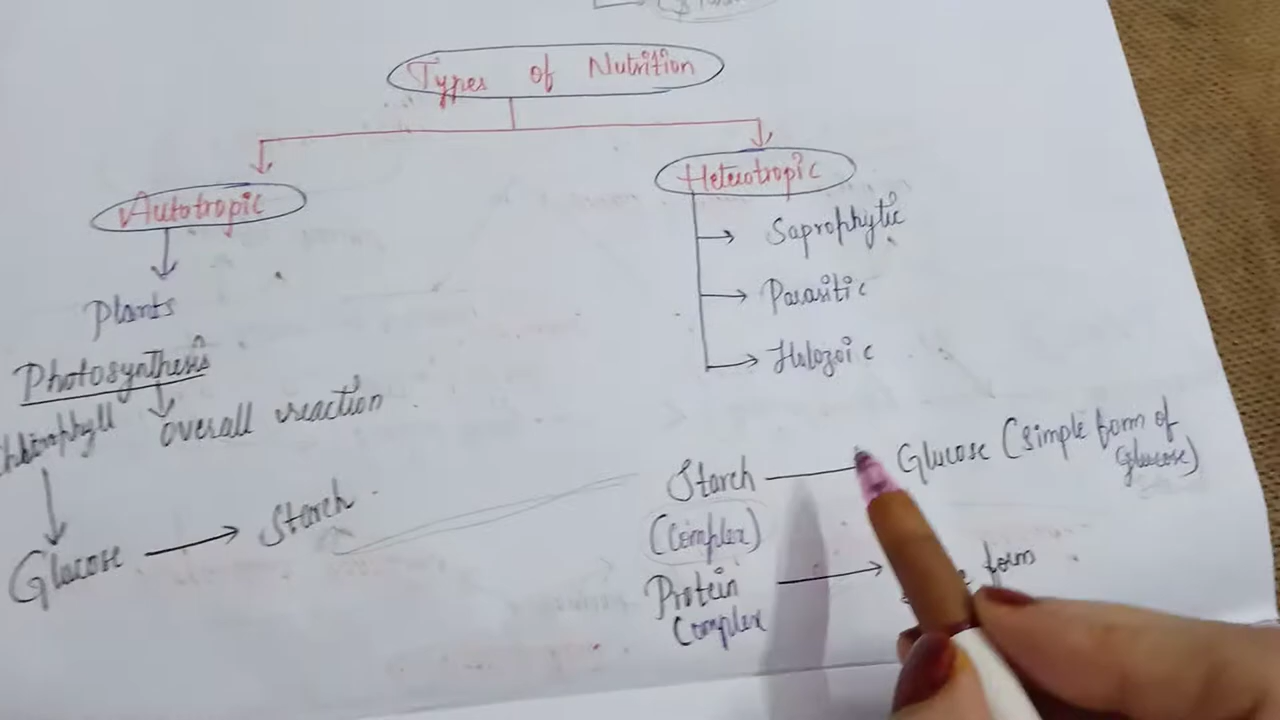 Types of Nutrition
Autotropic
Heterotropic
Saprophytic
Parasitic
Holozoic
Plants
Photosynthesis
overall reaction
Glucose → Starch
Starch → Glucose (simple form of
glucose)
(Complex)
Protein → form
Complex